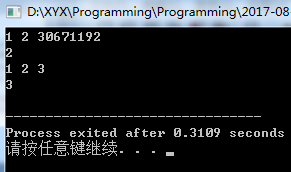 D:\XYX\Programming\Programming\2017-08
1 2 30671192
2
1 2 3
3
--------------------------------
Process exited after 0.3109 seconds
请按任意键继续. . .